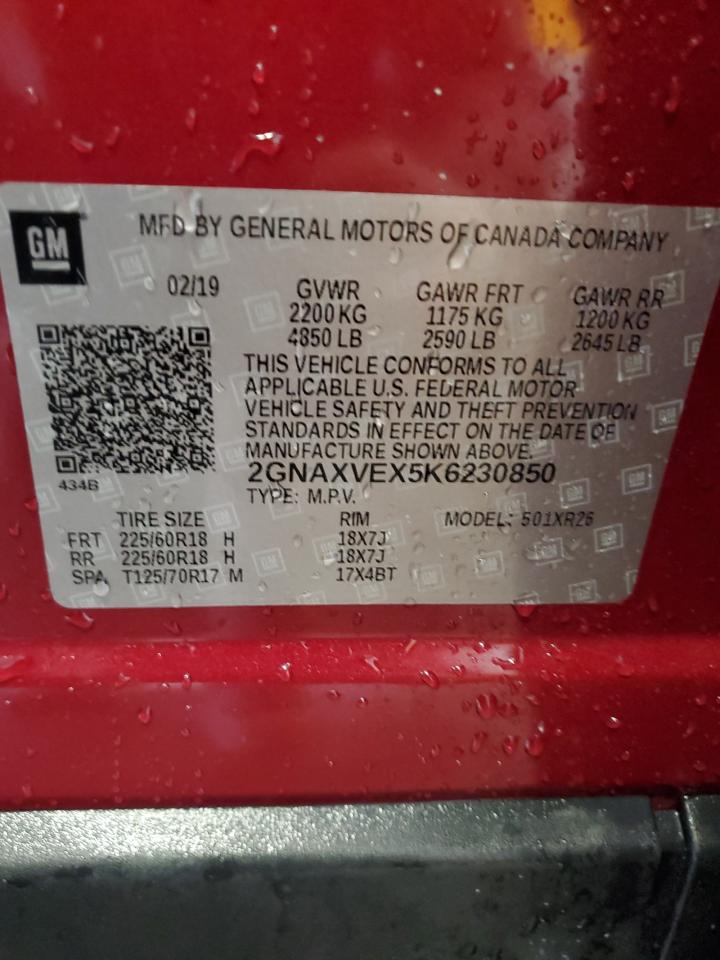 GM
MFD BY GENERAL MOTORS OF CANADA COMPANY
02/19 GVWR GAWR FRT GAWR RR
2200 KG 1175 KG 1200 KG
4850 LB 2590 LB 2645 LB
THIS VEHICLE CONFORMS TO ALL
APPLICABLE U.S. FEDERAL MOTOR
VEHICLE SAFETY AND THEFT PREVENTION
STANDARDS IN EFFECT ON THE DATE OF
MANUFACTURE SHOWN ABOVE.
434B 2GNAXVEX5K6230850
TYPE: M.P.V.
TIRE SIZE RIM MODEL: 501XR26
FRT 225/60R18 H 18X7J
RR 225/60R18 H 18X7J
SPA T125/70R17 M 17X4BT